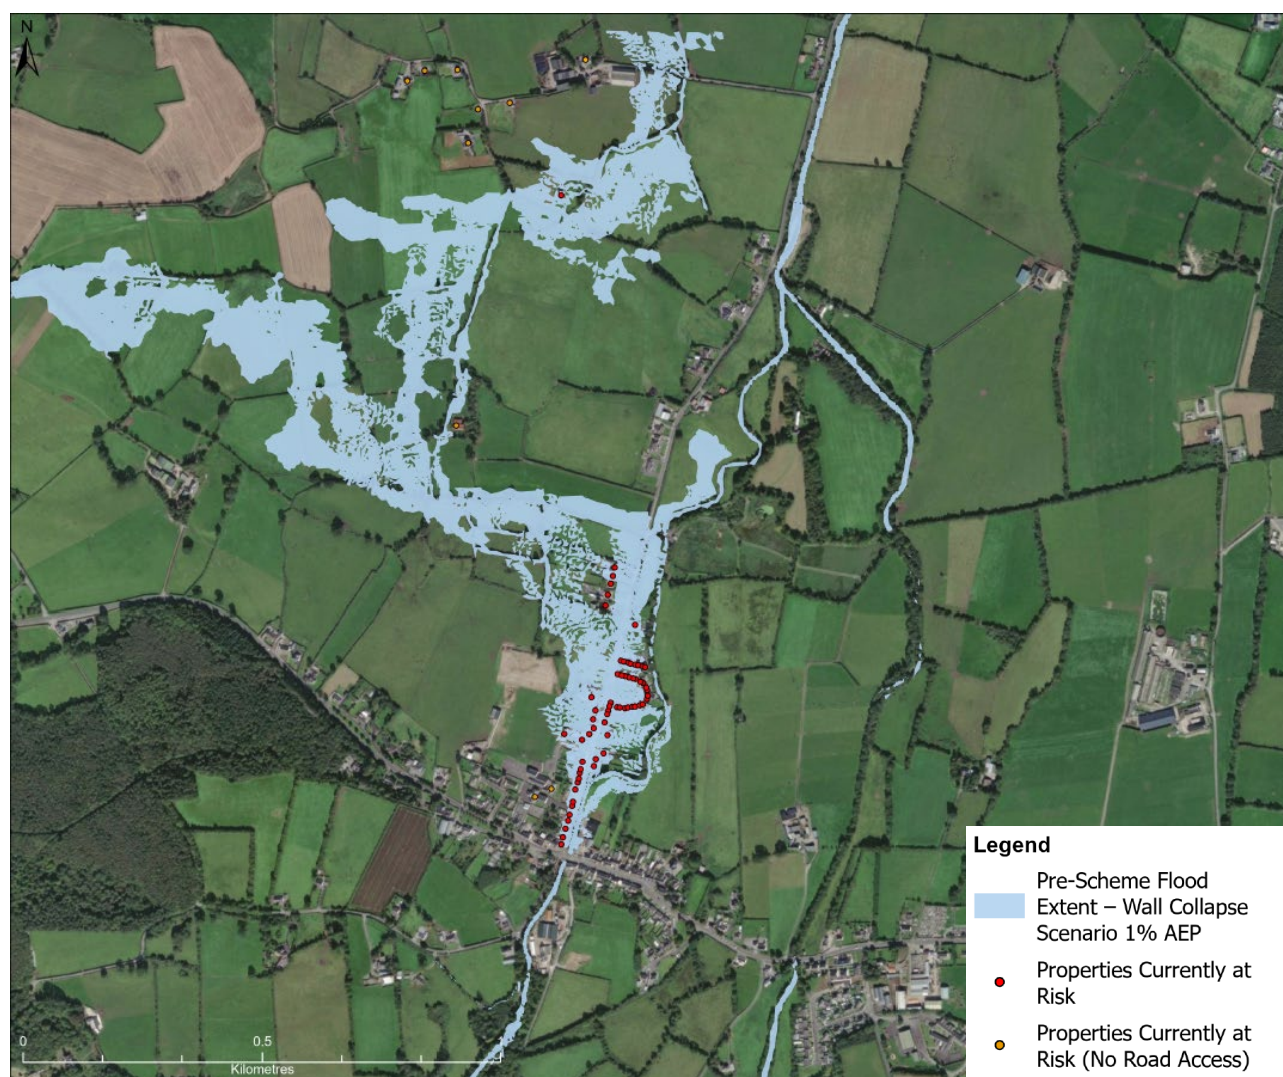 N
Legend
Pre-Scheme Flood
Extent – Wall Collapse
Scenario 1% AEP
Properties Currently at
Risk
Properties Currently at
Risk (No Road Access)
0 0.5
Kilometres